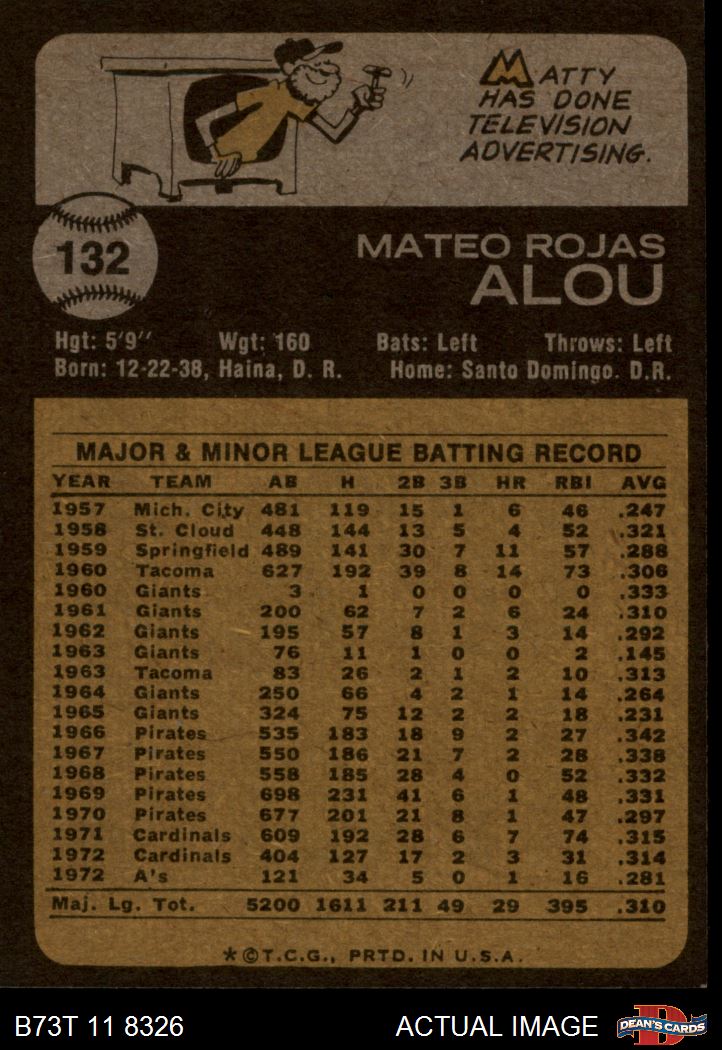 MATTY
HAS DONE
TELEVISION
ADVERTISING.
132
MATEO ROJAS
ALOU
Hgt: 5'9'' Wgt: 160 Bats: Left Throws: Left
Born: 12-22-38, Haina, D. R. Home: Santo Domingo. D.R.
MAJOR & MINOR LEAGUE BATTING RECORD
YEAR TEAM AB H 2B 3B HR RBI AVG
1957 Mich. City 481 119 15 1 6 46 .247
1958 St. Cloud 448 144 13 5 4 52 .321
1959 Springfield 489 141 30 7 11 57 .288
1960 Tacoma 627 192 39 8 14 73 .306
1960 Giants 3 1 0 0 0 0 .333
1961 Giants 200 62 7 2 6 24 .310
1962 Giants 195 57 8 1 3 14 .292
1963 Giants 76 11 1 0 0 2 .145
1963 Tacoma 83 26 2 1 2 10 .313
1964 Giants 250 66 4 2 1 14 .264
1965 Giants 324 75 12 2 2 18 .231
1966 Pirates 535 183 18 9 2 27 .342
1967 Pirates 550 186 21 7 2 28 .338
1968 Pirates 558 185 28 4 0 52 .332
1969 Pirates 698 231 41 6 1 48 .331
1970 Pirates 677 201 21 8 1 47 .297
1971 Cardinals 609 192 28 6 7 74 .315
1972 Cardinals 404 127 17 2 3 31 .314
1972 A's 121 34 5 0 1 16 .281
Maj. Lg. Tot. 5200 1611 211 49 29 395 .310
*©T.C.G., PRTD. IN U.S.A.
B73T 11 8326 ACTUAL IMAGE D DEAN'S CARDS